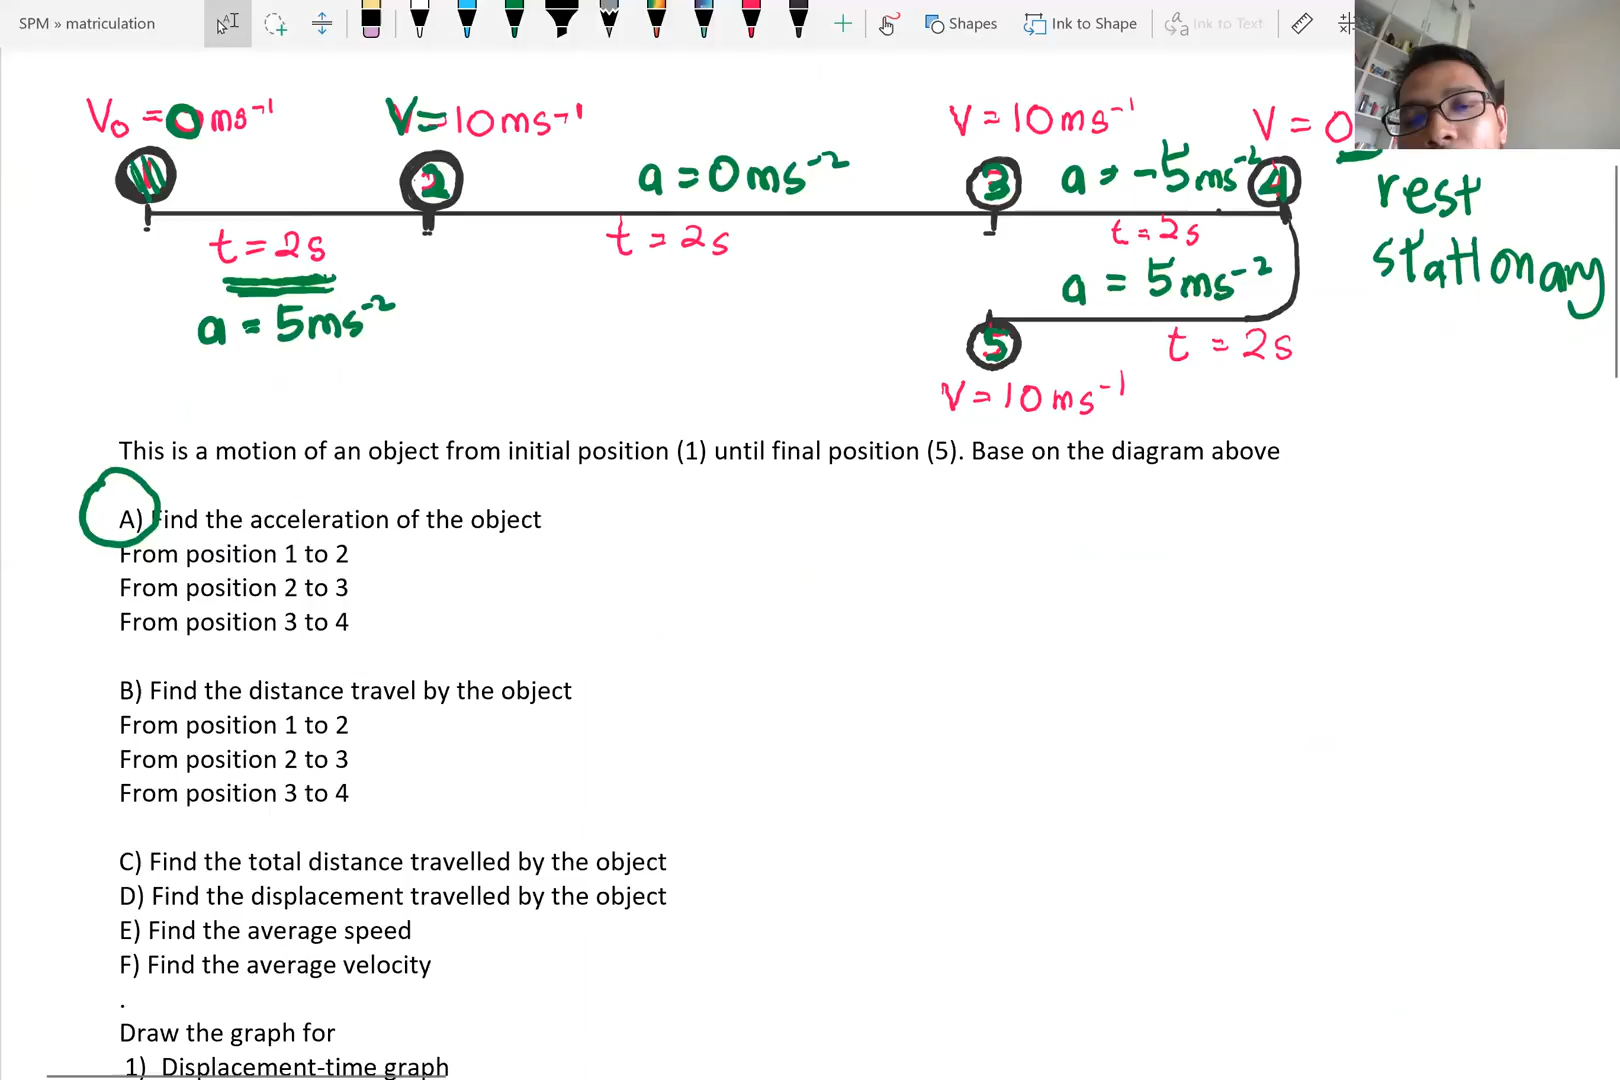 SPM » matriculation
Shapes
Ink to Shape
Ink to Text
V₀ = 0 ms⁻¹
V = 10 ms⁻¹
V = 10 ms⁻¹
V = 0
1
2
a = 0 ms⁻²
3
a = -5 ms⁻²
4
rest
stationary
t = 2s
t = 2s
t = 2s
a = 5 ms⁻²
a = 5 ms⁻²
5
t = 2s
V = 10 ms⁻¹
This is a motion of an object from initial position (1) until final position (5). Base on the diagram above
A) Find the acceleration of the object
From position 1 to 2
From position 2 to 3
From position 3 to 4
B) Find the distance travel by the object
From position 1 to 2
From position 2 to 3
From position 3 to 4
C) Find the total distance travelled by the object
D) Find the displacement travelled by the object
E) Find the average speed
F) Find the average velocity
.
Draw the graph for
1) Displacement-time graph